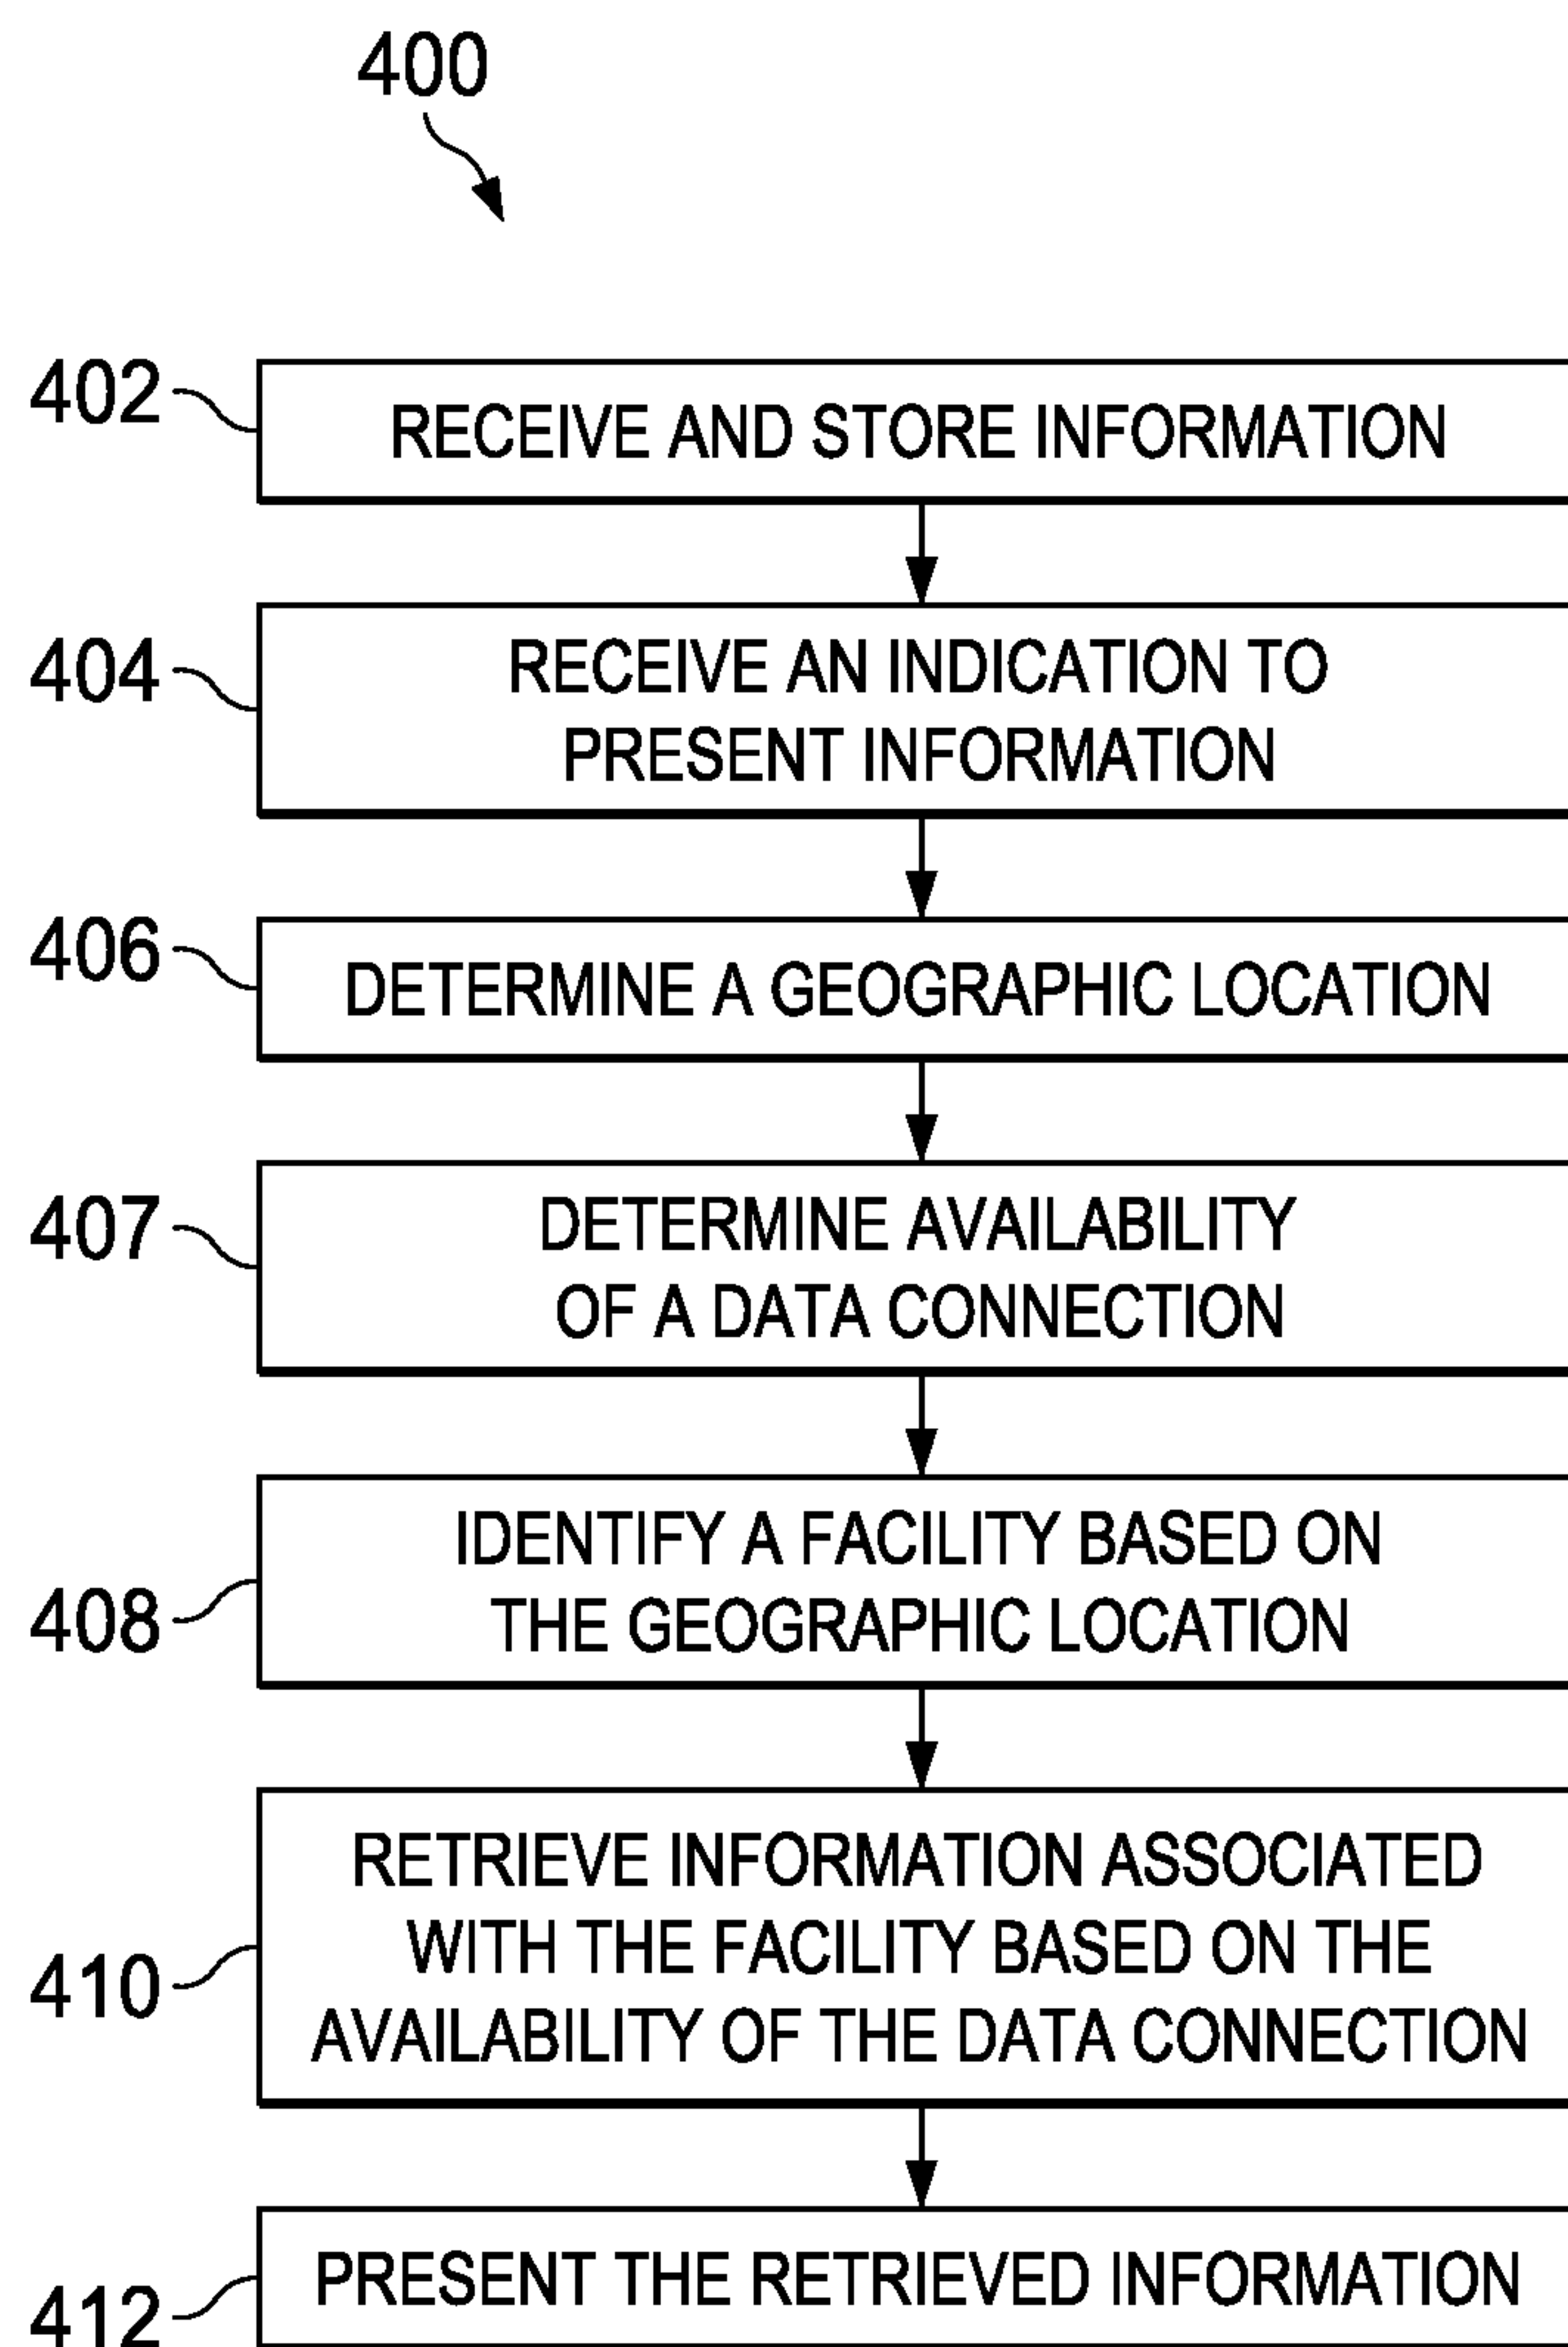 400
402
RECEIVE AND STORE INFORMATION
404
RECEIVE AN INDICATION TO
PRESENT INFORMATION
406
DETERMINE A GEOGRAPHIC LOCATION
407
DETERMINE AVAILABILITY
OF A DATA CONNECTION
408
IDENTIFY A FACILITY BASED ON
THE GEOGRAPHIC LOCATION
410
RETRIEVE INFORMATION ASSOCIATED
WITH THE FACILITY BASED ON THE
AVAILABILITY OF THE DATA CONNECTION
412
PRESENT THE RETRIEVED INFORMATION